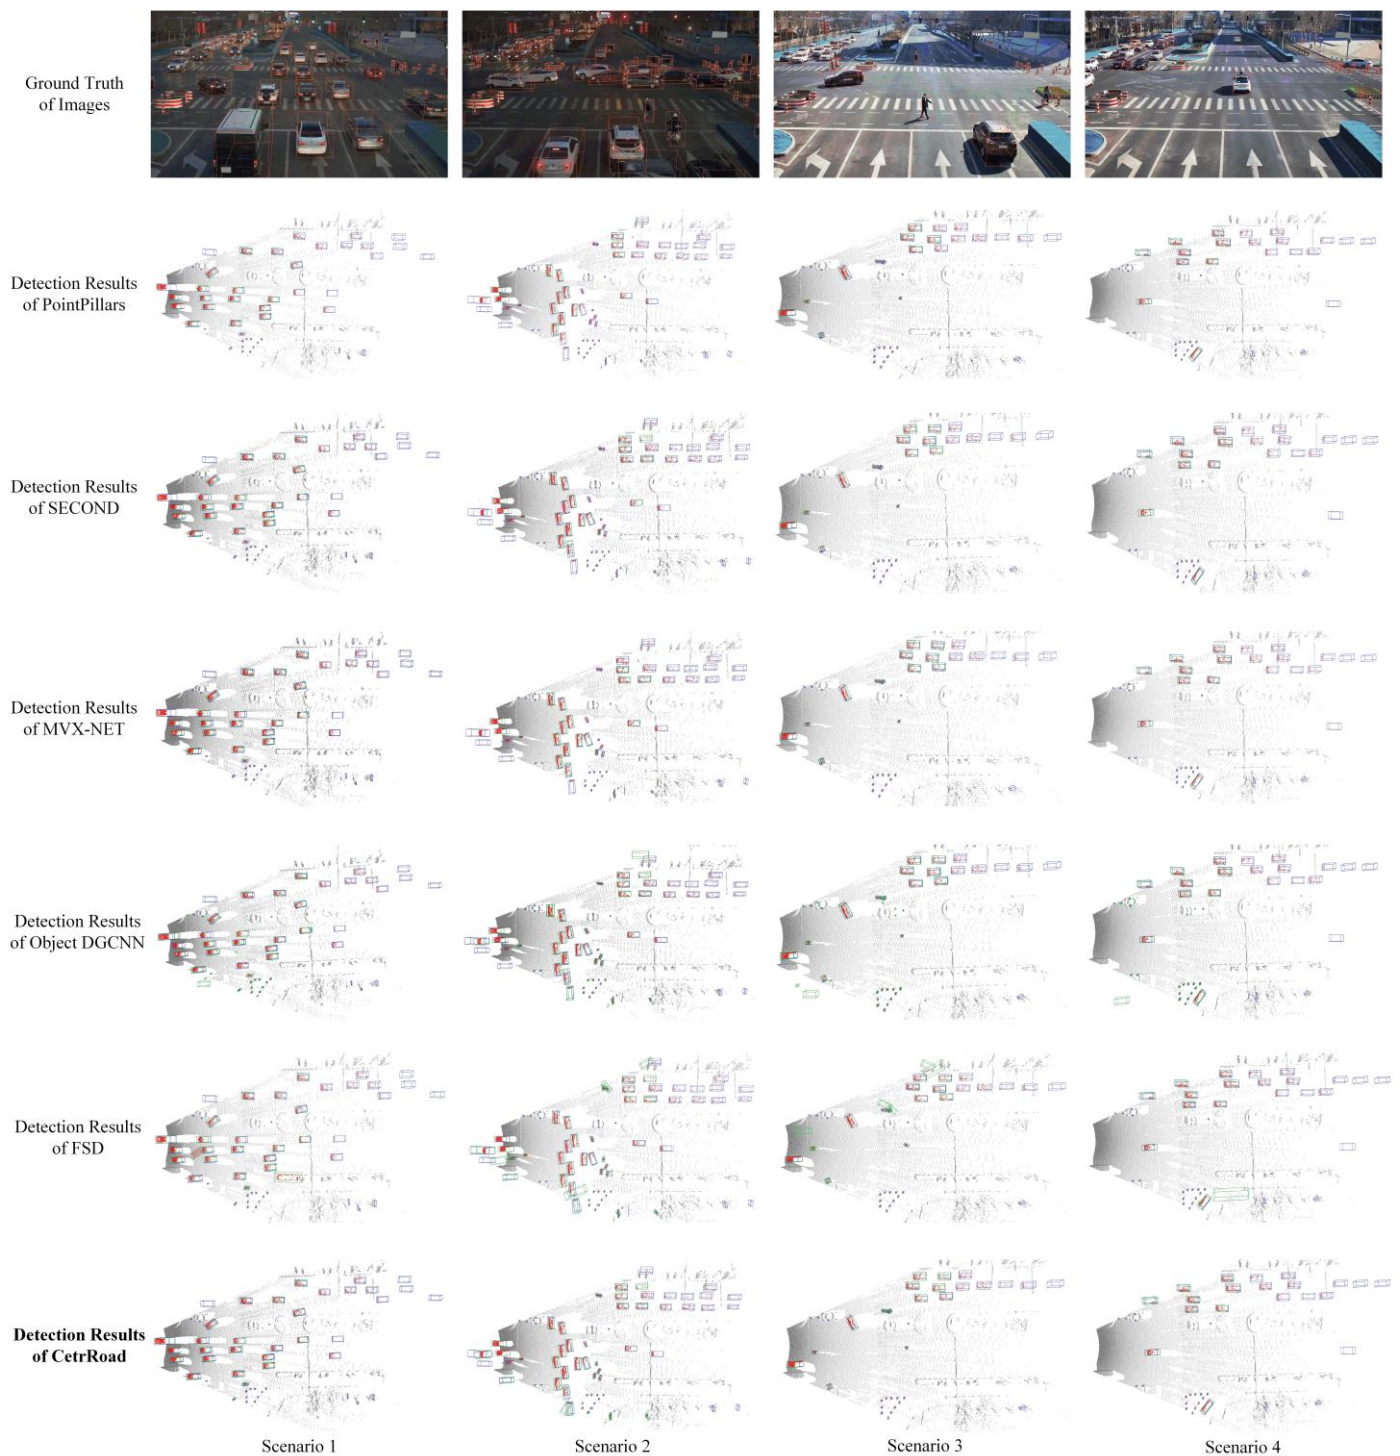 Ground Truth
of Images
Detection Results
of PointPillars
Detection Results
of SECOND
Detection Results
of MVX-NET
Detection Results
of Object DGCNN
Detection Results
of FSD
Detection Results
of CetrRoad
Scenario 1
Scenario 2
Scenario 3
Scenario 4